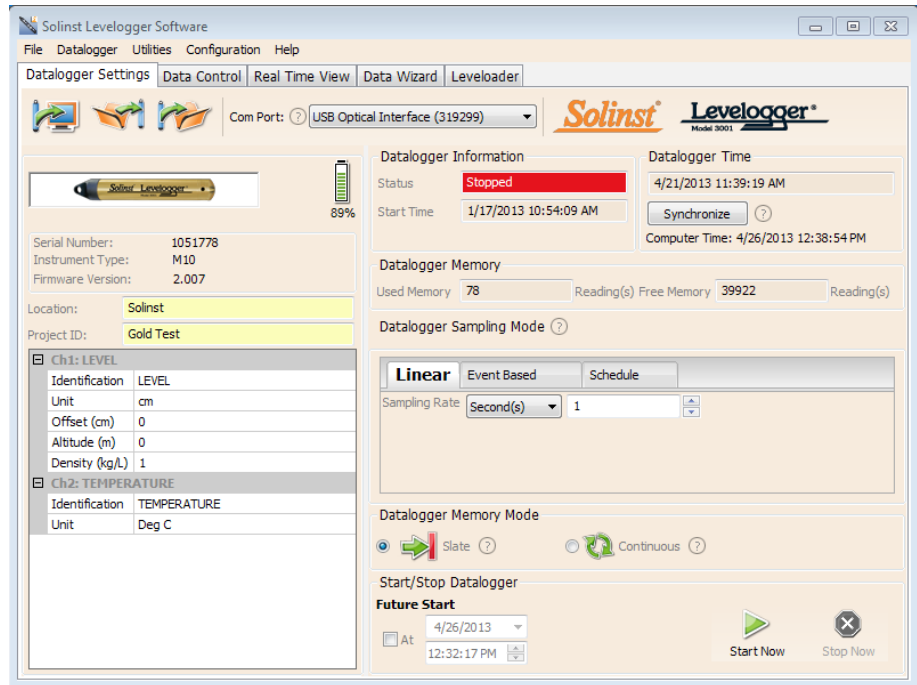 Solinst Levelogger Software
File Datalogger Utilities Configuration Help
Datalogger Settings Data Control Real Time View Data Wizard Leveloader
Com Port: ? USB Optical Interface (319299)
Solinst Levelogger
Model 3001
Solinst Levelogger
89%
Serial Number: 1051778
Instrument Type: M10
Firmware Version: 2.007
Location: Solinst
Project ID: Gold Test
Ch1: LEVEL
Identification LEVEL
Unit cm
Offset (cm) 0
Altitude (m) 0
Density (kg/L) 1
Ch2: TEMPERATURE
Identification TEMPERATURE
Unit Deg C
Datalogger Information
Status Stopped
Start Time 1/17/2013 10:54:09 AM
Datalogger Time
4/21/2013 11:39:19 AM
Synchronize ?
Computer Time: 4/26/2013 12:38:54 PM
Datalogger Memory
Used Memory 78 Reading(s) Free Memory 39922 Reading(s)
Datalogger Sampling Mode ?
Linear Event Based Schedule
Sampling Rate Second(s) 1
Datalogger Memory Mode
Slate ? Continuous ?
Start/Stop Datalogger
Future Start
At 4/26/2013
12:32:17 PM
Start Now Stop Now